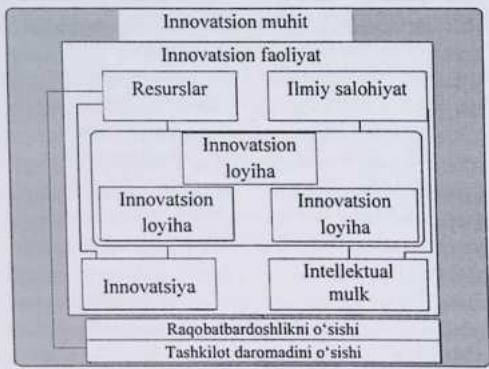 Innovatsion muhit
Innovatsion faoliyat
Resurslar
Ilmiy salohiyat
Innovatsion
loyiha
Innovatsion
loyiha
Innovatsion
loyiha
Innovatsiya
Intellektual
mulk
Raqobatbardoshlikni o‘sishi
Tashkilot daromadini o‘sishi